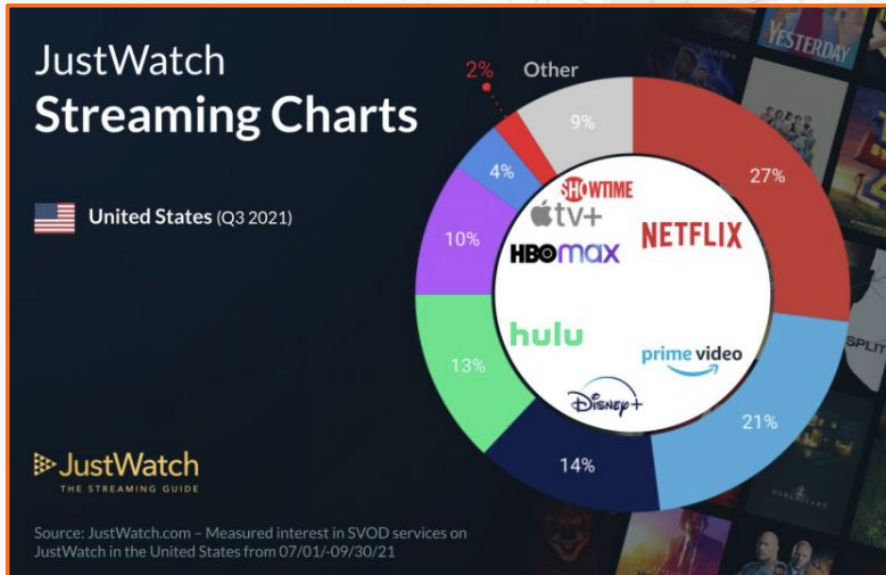 JustWatch
Streaming Charts
United States (Q3 2021)
2%
Other
9%
27%
4%
10%
13%
14%
21%
SHOWTIME
tv+
HBOmax
NETFLIX
hulu
prime video
Disney+
JustWatch
THE STREAMING GUIDE
Source: JustWatch.com – Measured interest in SVOD services on
JustWatch in the United States from 07/01/-09/30/21
YESTERDAY
SPLIT